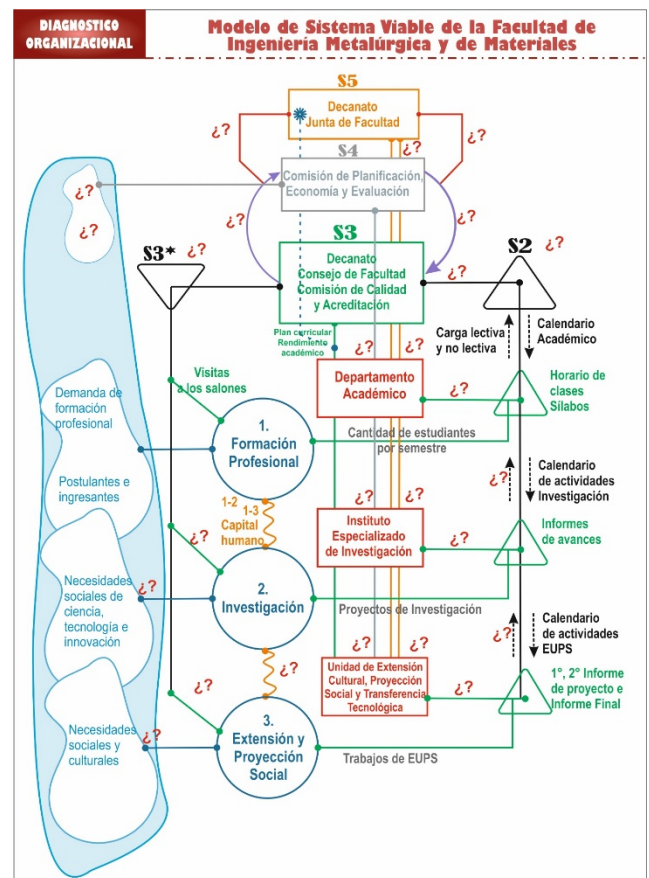 DIAGNOSTICO
ORGANIZACIONAL
Modelo de Sistema Viable de la Facultad de
Ingeniería Metalúrgica y de Materiales
S5
Decanato
Junta de Facultad
¿?
¿?
¿?
S4
Comisión de Planificación,
Economía y Evaluación
¿?
¿?
¿?
¿?
S3
Decanato
Consejo de Facultad
Comisión de Calidad
y Acreditación
S3*
¿?
S2
¿?
¿?
Plan curricular
Rendimiento
académico
Carga lectiva
y no lectiva
Calendario
Académico
¿?
¿?
Departamento
Académico
¿?
Horario de
clases
Sílabos
Visitas
a los salones
Demanda de
formación
profesional
Postulantes e
ingresantes
1.
Formación
Profesional
Cantidad de estudiantes
por semestre
¿?
Calendario
de actividades
Investigación
1-2
1-3
Capital
humano
¿?
¿?
Instituto
Especializado
de Investigación
¿?
Informes
de avances
¿?
Necesidades
sociales de
ciencia,
tecnología e
innovación
¿?
2.
Investigación
Proyectos de Investigación
¿?
Calendario
de actividades
EUPS
¿?
¿?
¿?
Unidad de Extensión
Cultural, Proyección
Social y Transferencia
Tecnológica
¿?
1°, 2° Informe
de proyecto e
Informe Final
Necesidades
sociales y
culturales
¿?
¿?
3.
Extensión y
Proyección
Social
Trabajos de EUPS